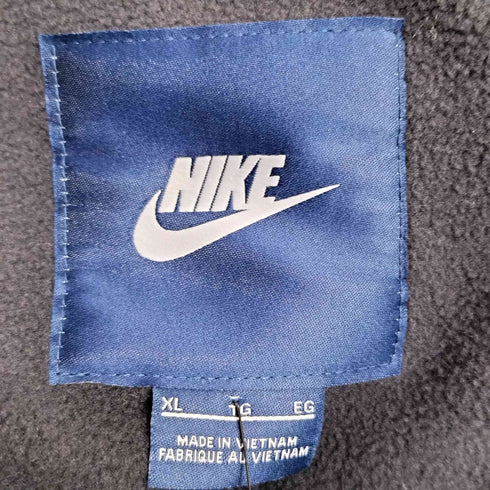 NIKE
XL TG EG
MADE IN VIETNAM
FABRIQUE AU VIETNAM